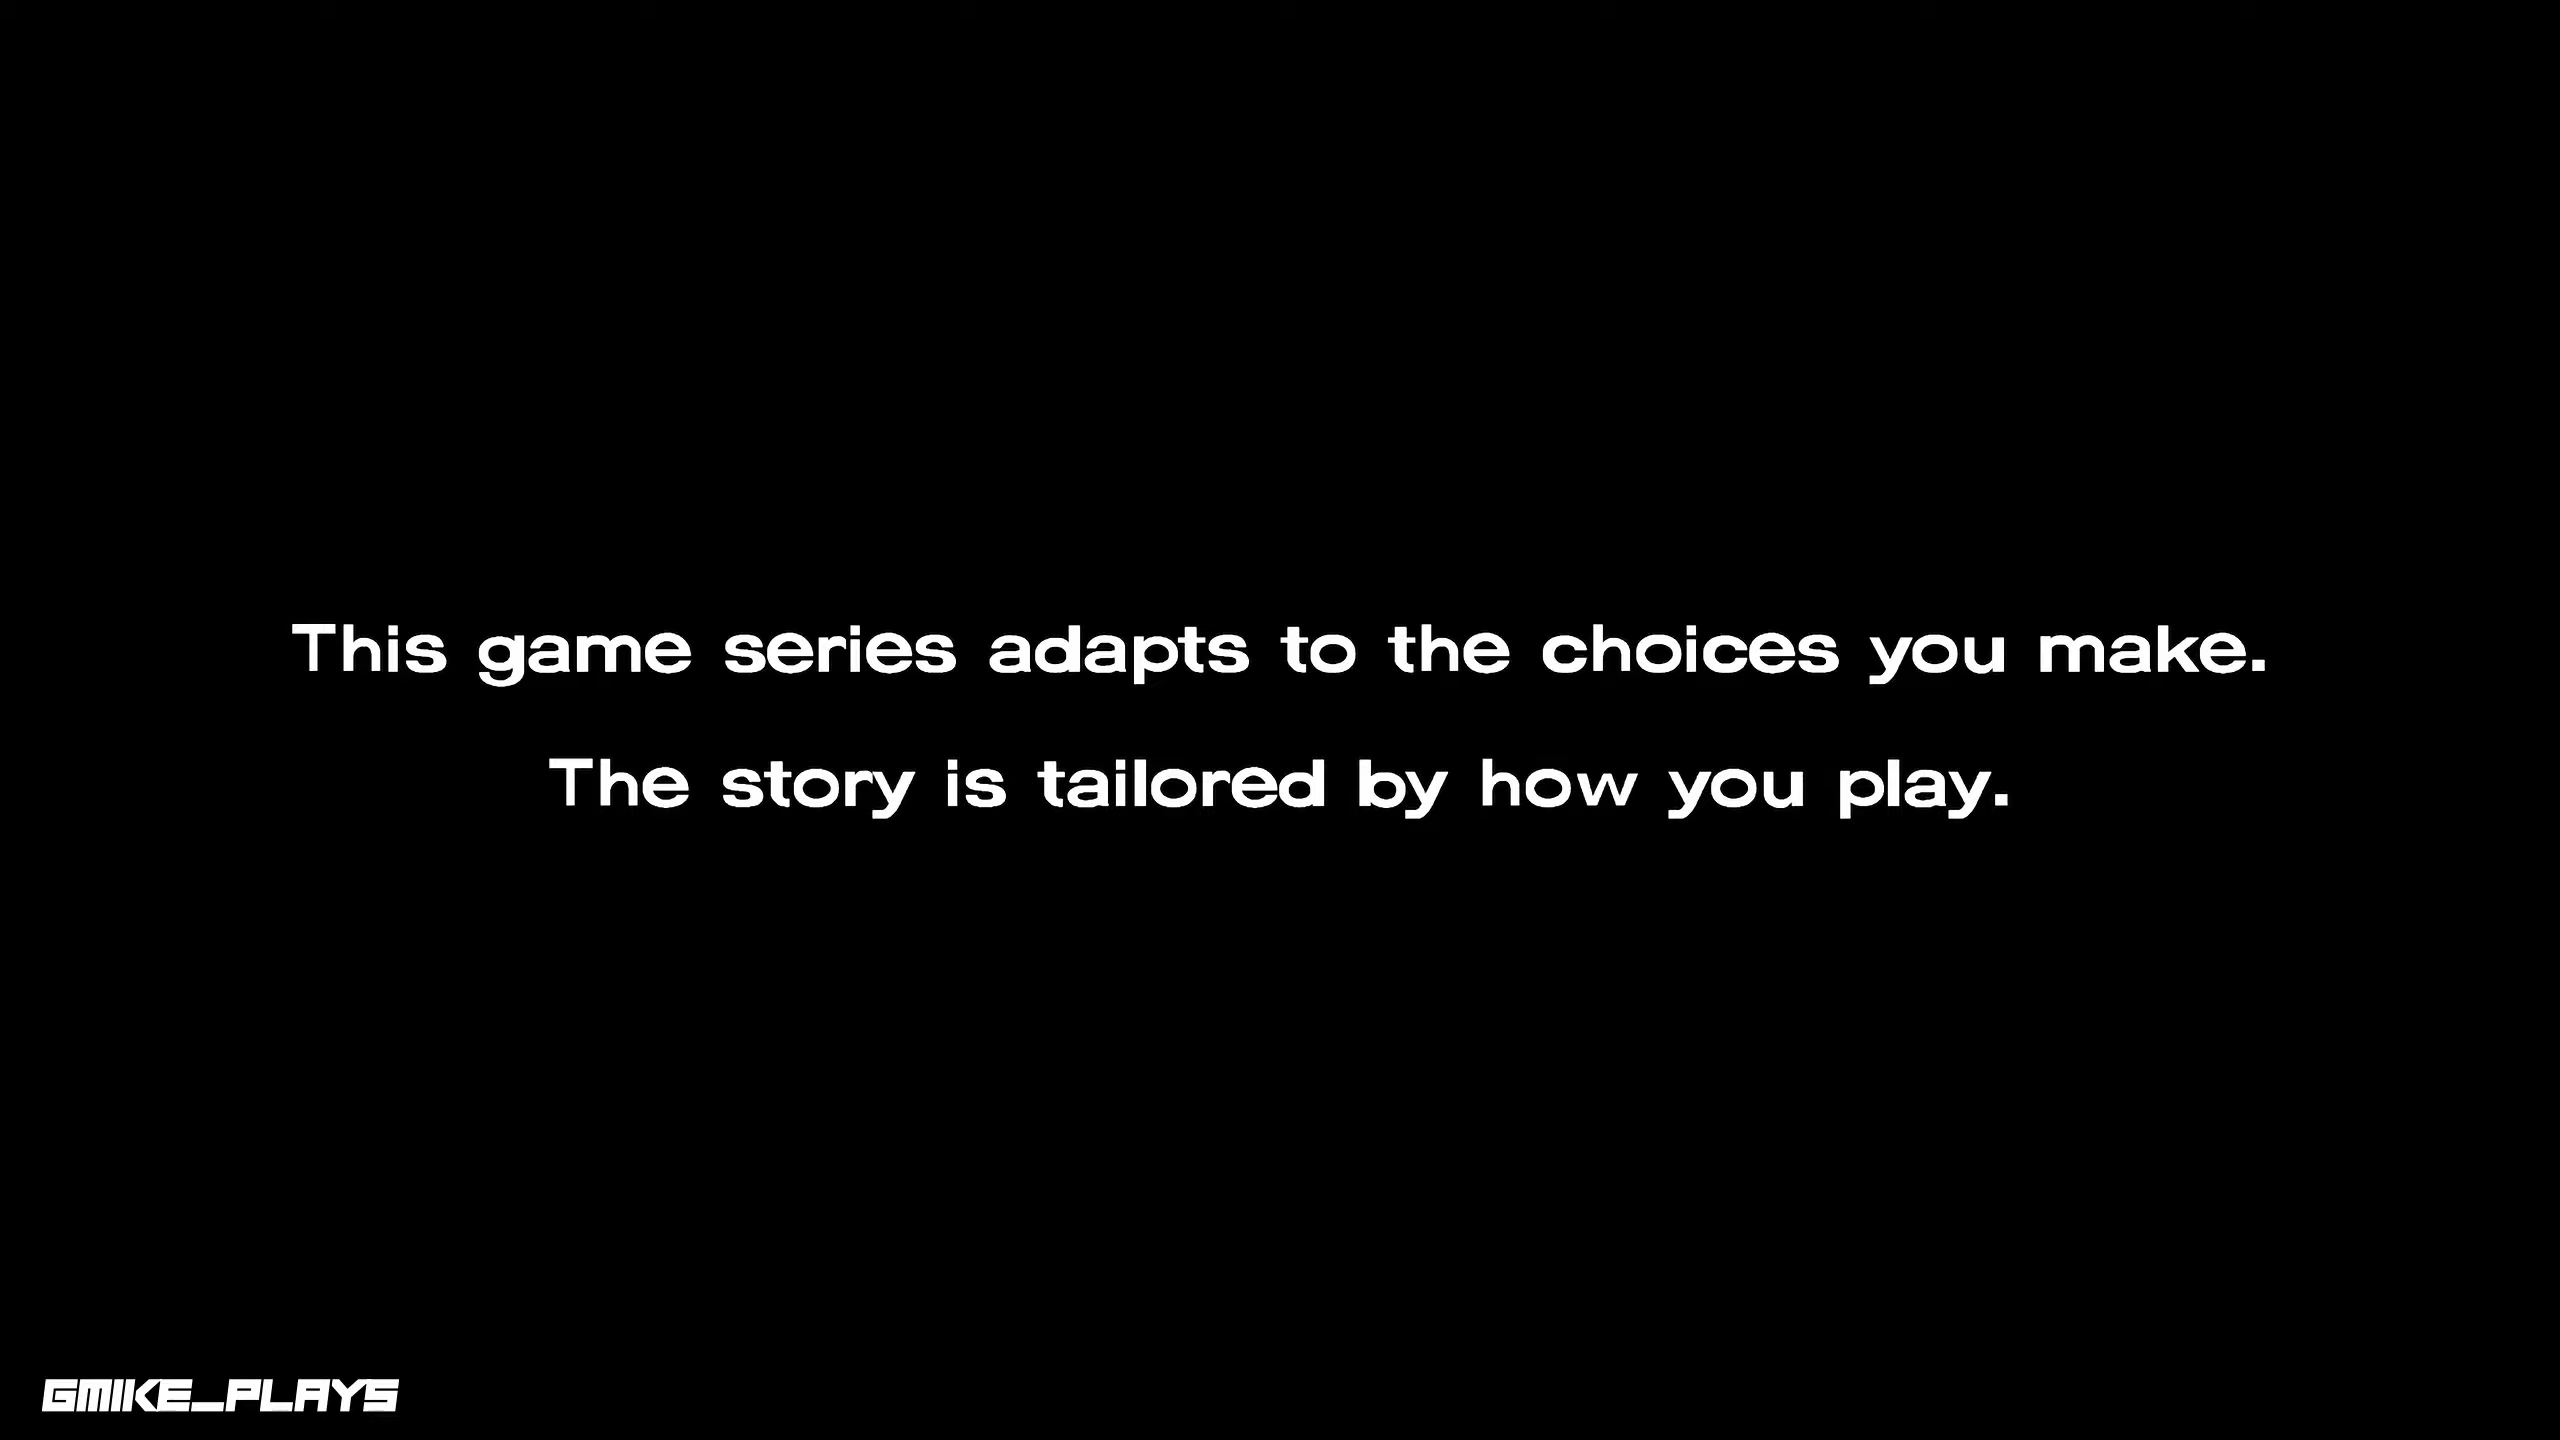 This game series adapts to the choices you make.
The story is tailored by how you play.
GMIKE_PLAYS